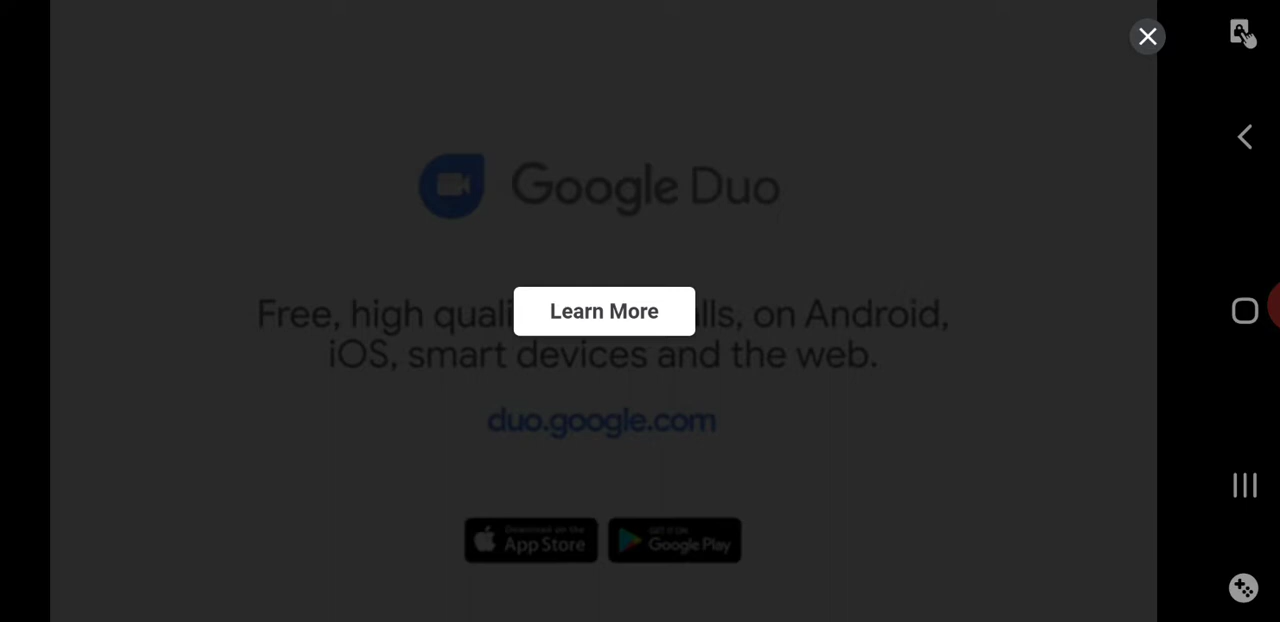 Google Duo
Free, high quali
Learn More
lls, on Android,
iOS, smart devices and the web.
duo.google.com
Download on the
App Store
GET IT ON
Google Play